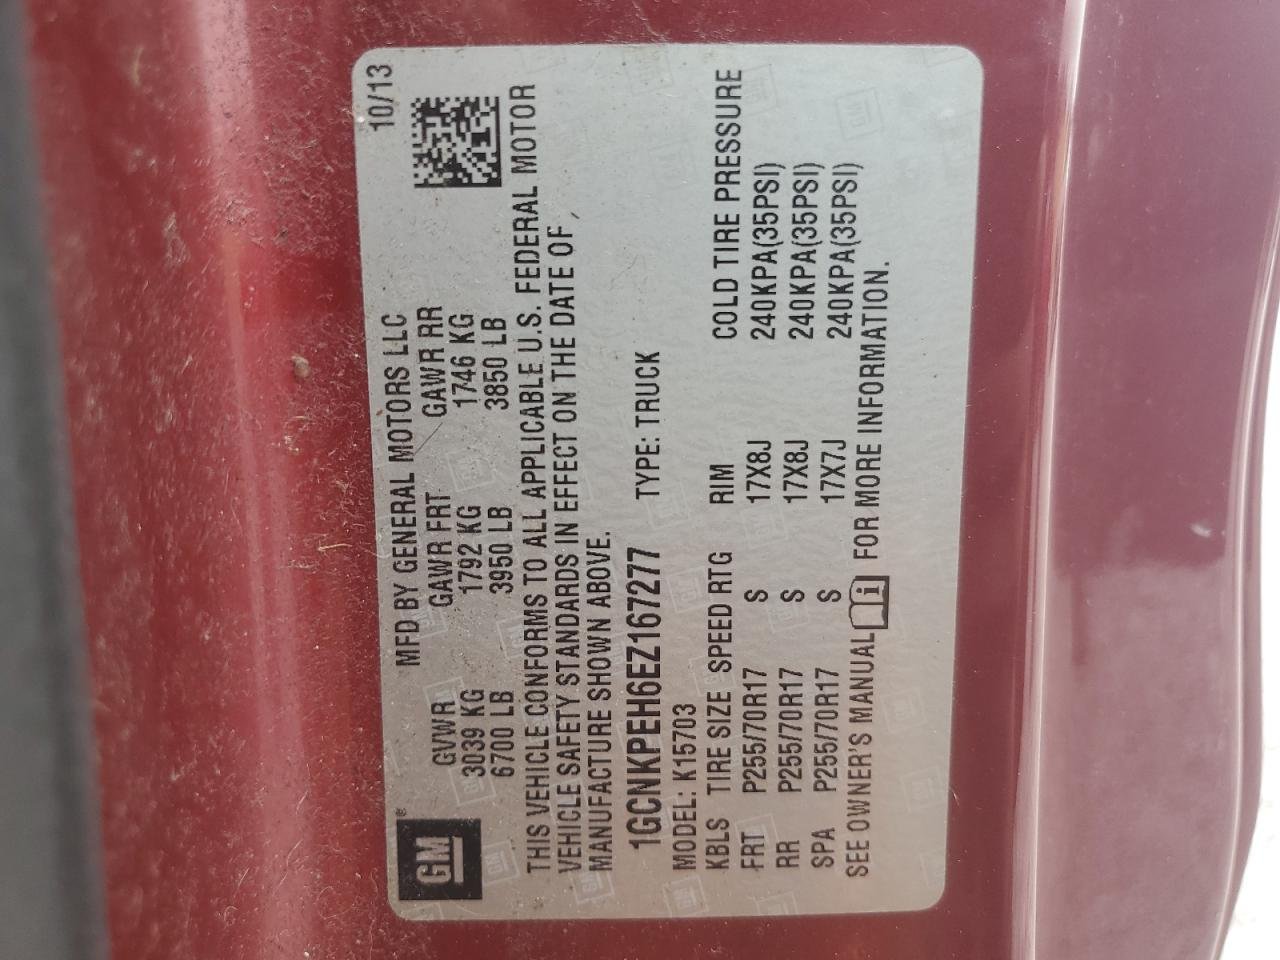 GM
MFD BY GENERAL MOTORS LLC 10/13
GVWR GAWR FRT GAWR RR
3039 KG 1792 KG 1746 KG
6700 LB 3950 LB 3850 LB
THIS VEHICLE CONFORMS TO ALL APPLICABLE U.S. FEDERAL MOTOR
VEHICLE SAFETY STANDARDS IN EFFECT ON THE DATE OF
MANUFACTURE SHOWN ABOVE.
1GCNKPEH6EZ167277 TYPE: TRUCK
MODEL: K15703
KBLS TIRE SIZE SPEED RTG RIM COLD TIRE PRESSURE
FRT P255/70R17 S 17X8J 240KPA(35PSI)
RR P255/70R17 S 17X8J 240KPA(35PSI)
SPA P255/70R17 S 17X7J 240KPA(35PSI)
SEE OWNER'S MANUAL i FOR MORE INFORMATION.